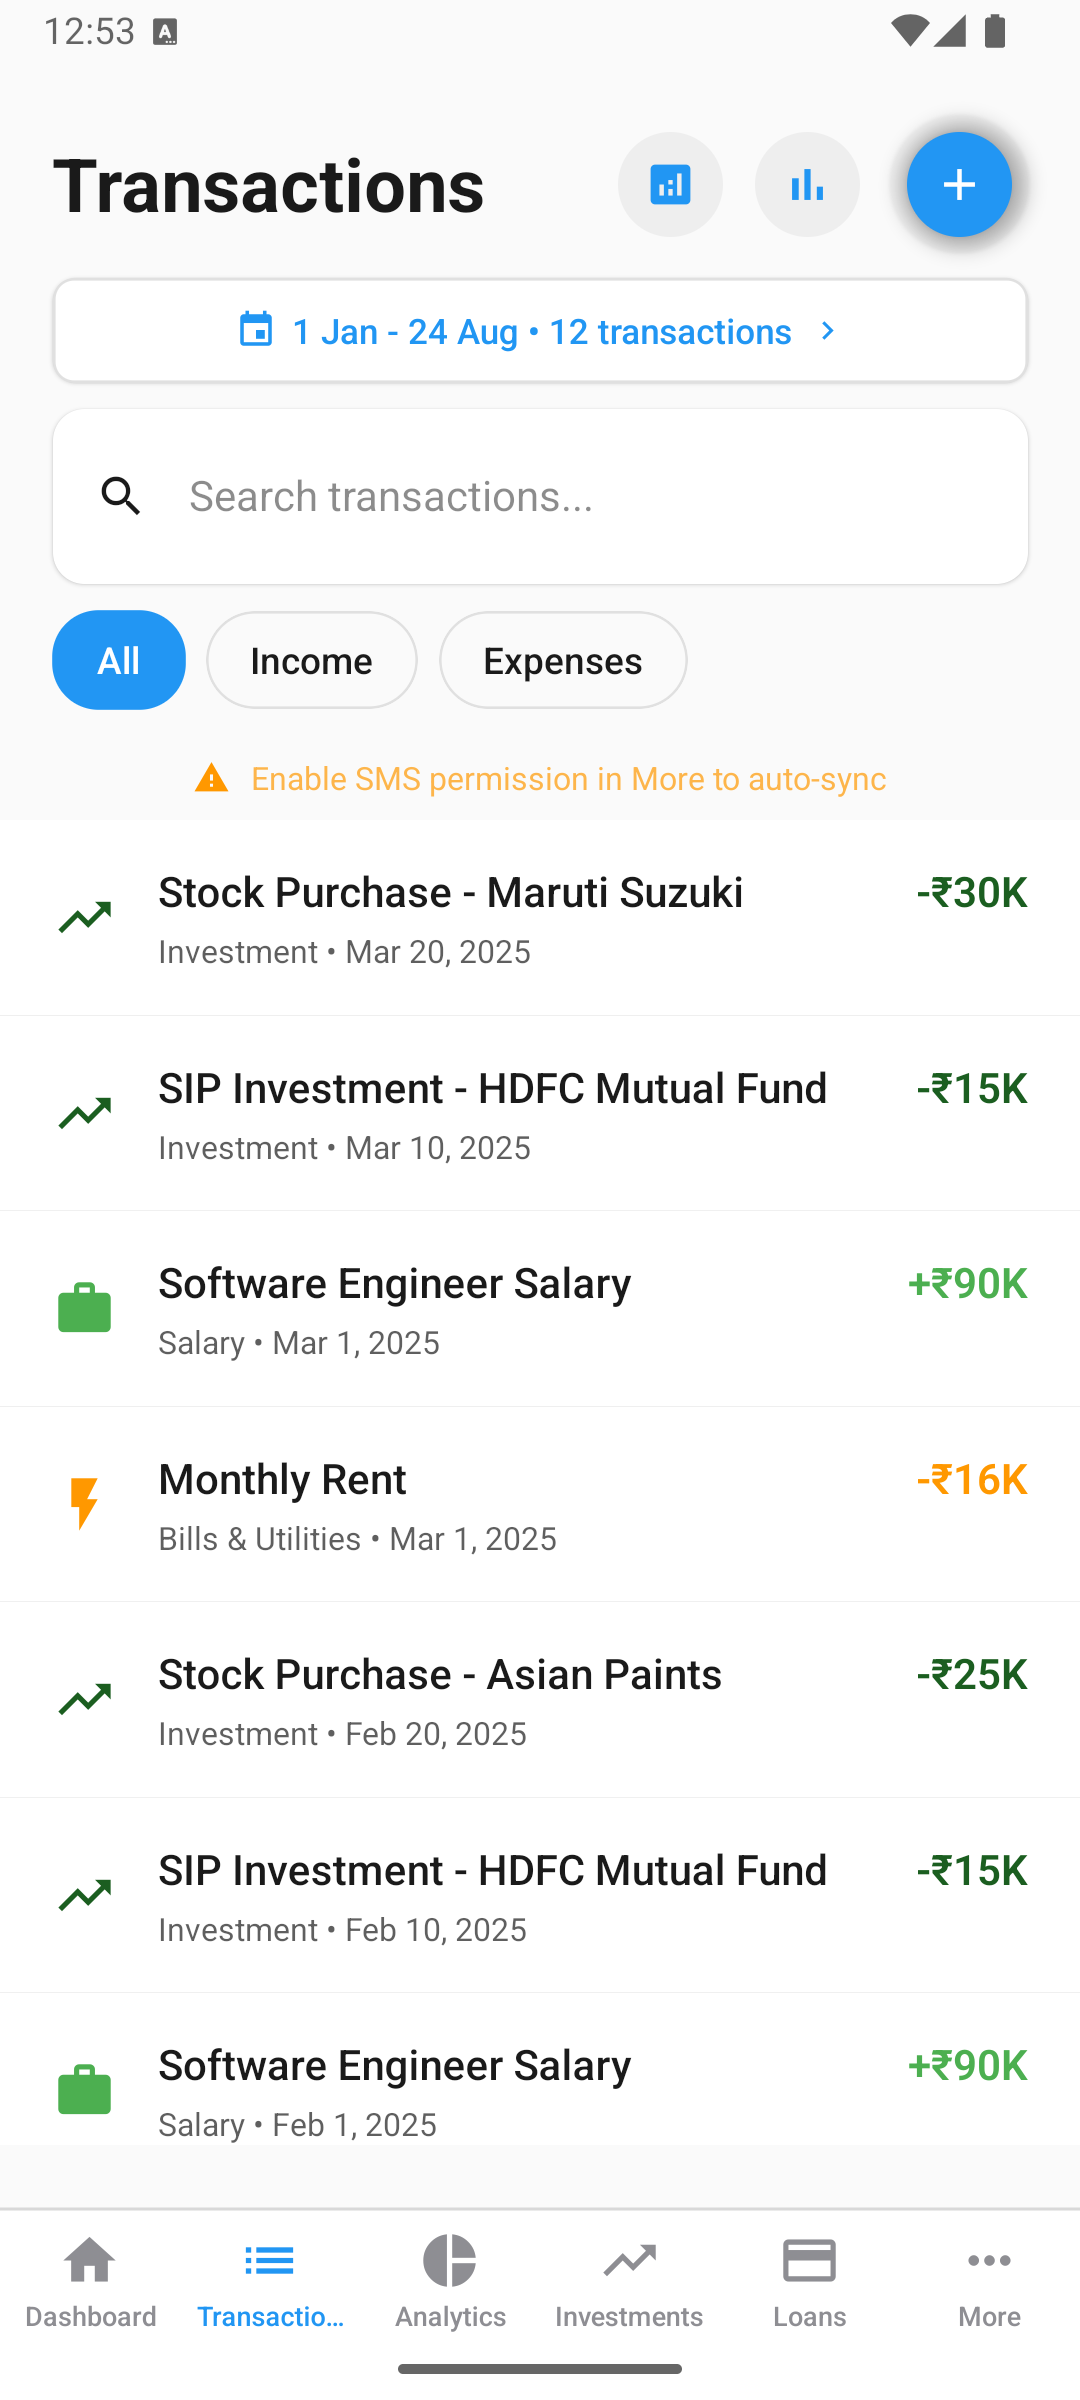 12:53
Transactions
1 Jan - 24 Aug • 12 transactions
Search transactions...
All
Income
Expenses
Enable SMS permission in More to auto-sync
Stock Purchase - Maruti Suzuki
-₹30K
Investment • Mar 20, 2025
SIP Investment - HDFC Mutual Fund
-₹15K
Investment • Mar 10, 2025
Software Engineer Salary
+₹90K
Salary • Mar 1, 2025
Monthly Rent
-₹16K
Bills & Utilities • Mar 1, 2025
Stock Purchase - Asian Paints
-₹25K
Investment • Feb 20, 2025
SIP Investment - HDFC Mutual Fund
-₹15K
Investment • Feb 10, 2025
Software Engineer Salary
+₹90K
Salary • Feb 1, 2025
Dashboard
Transactio...
Analytics
Investments
Loans
More